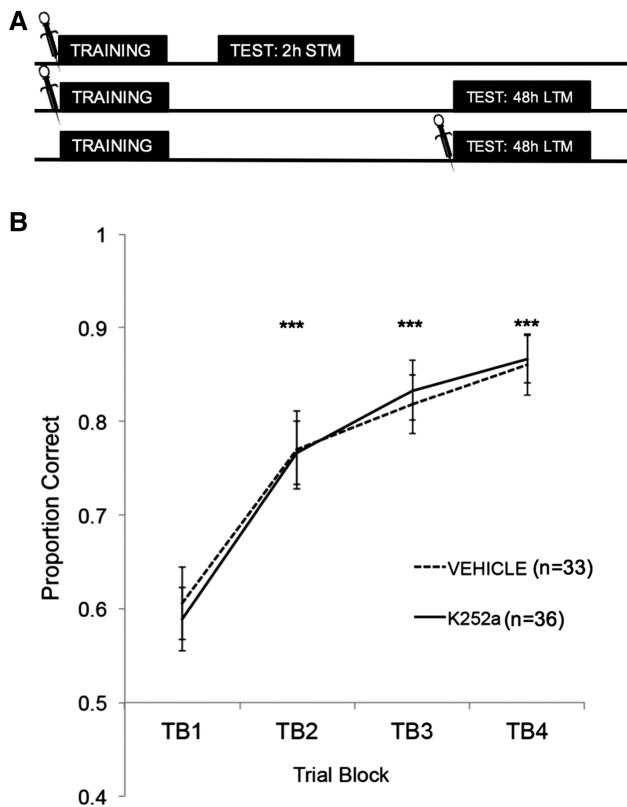 A
TRAINING TEST: 2h STM
TRAINING TEST: 48h LTM
TRAINING TEST: 48h LTM
B
1
0.9
0.8
0.7
0.6
0.5
0.4
Proportion Correct
*** *** ***
VEHICLE (n=33)
K252a (n=36)
TB1 TB2 TB3 TB4
Trial Block